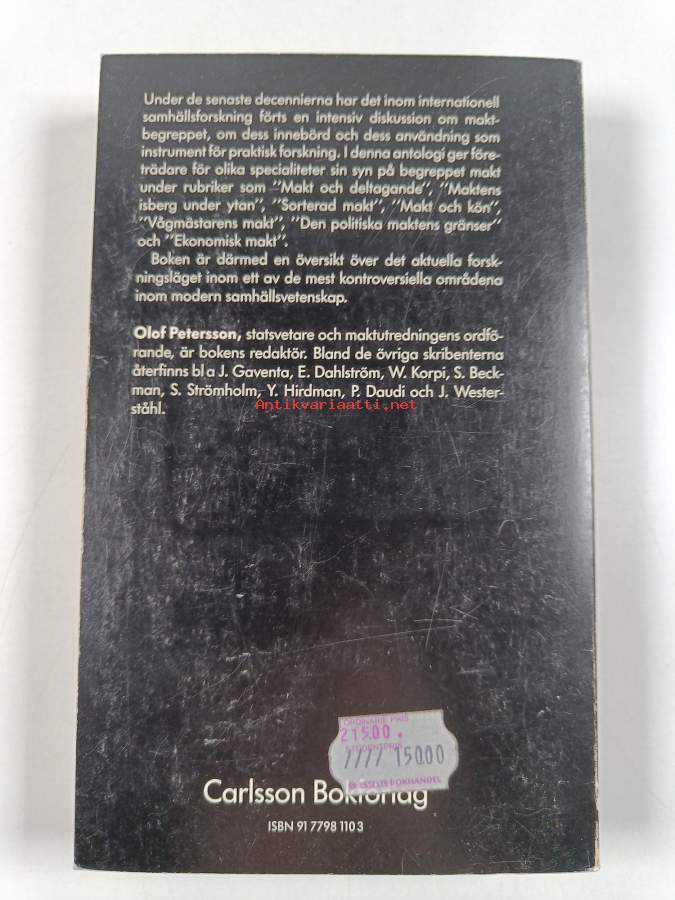 Under de senaste decennierna har det inom internationell
samhällsforskning förts en intensiv diskussion om makt-
begreppet, om dess innebörd och dess användning som
instrument för praktisk forskning. I denna antologi ger före-
trädare för olika specialiteter sin syn på begreppet makt
under rubriker som "Makt och deltagande", "Maktens
isberg under ytan", "Sorterad makt", "Makt och kön",
"Vågmästarens makt", "Den politiska maktens gränser"
och "Ekonomisk makt".
Boken är därmed en översikt över det aktuella forsk-
ningsläget inom ett av de mest kontroversiella områdena
inom modern samhällsvetenskap.
Olof Petersson, statsvetare och maktutredningens ordfö-
rande, är bokens redaktör. Bland de övriga skribenterna
återfinns bl a J. Gaventa, E. Dahlström, W. Korpi, S. Beck-
man, S. Strömholm, Y. Hirdman, P. Daudi och J. Wester-
ståhl.
Antikvariaatti.net
ORDINARIE PRIS
215.00
STUDENTPRIS
7777 150.00
BOKHANDEL
Carlsson Bokförlag
ISBN 91 7798 110 3